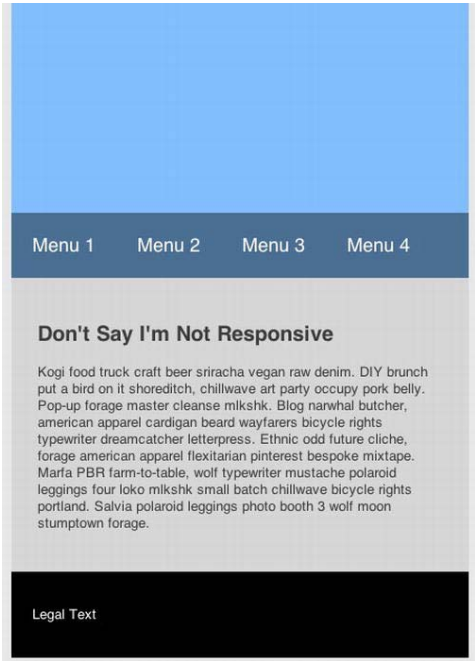 Menu 1 Menu 2 Menu 3 Menu 4
Don't Say I'm Not Responsive
Kogi food truck craft beer sriracha vegan raw denim. DIY brunch
put a bird on it shoreditch, chillwave art party occupy pork belly.
Pop-up forage master cleanse mlkshk. Blog narwhal butcher,
american apparel cardigan beard wayfarers bicycle rights
typewriter dreamcatcher letterpress. Ethnic odd future cliche,
forage american apparel flexitarian pinterest bespoke mixtape.
Marfa PBR farm-to-table, wolf typewriter mustache polaroid
leggings four loko mlkshk small batch chillwave bicycle rights
portland. Salvia polaroid leggings photo booth 3 wolf moon
stumptown forage.
Legal Text